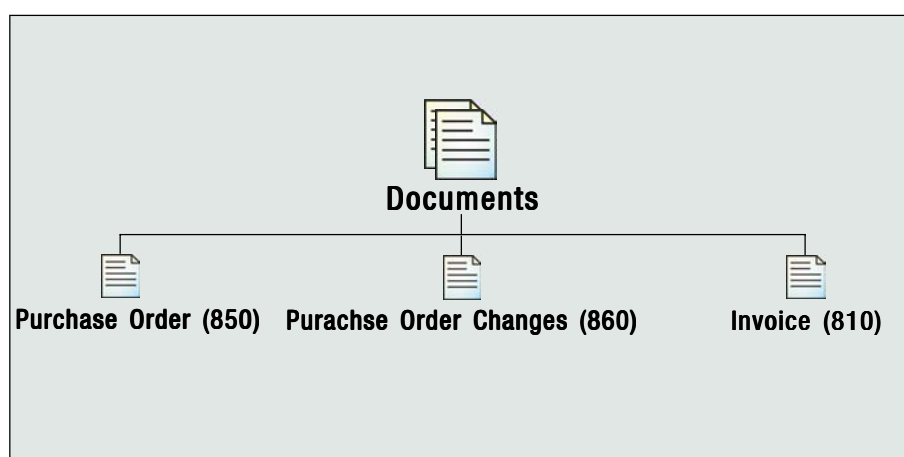 Documents
Purchase Order (850)
Purachse Order Changes (860)
Invoice (810)